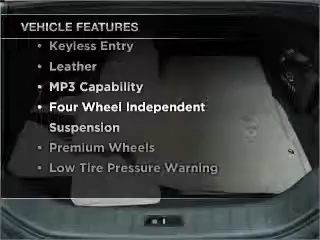 VEHICLE FEATURES
• Keyless Entry
• Leather
• MP3 Capability
• Four Wheel Independent
Suspension
• Premium Wheels
• Low Tire Pressure Warning